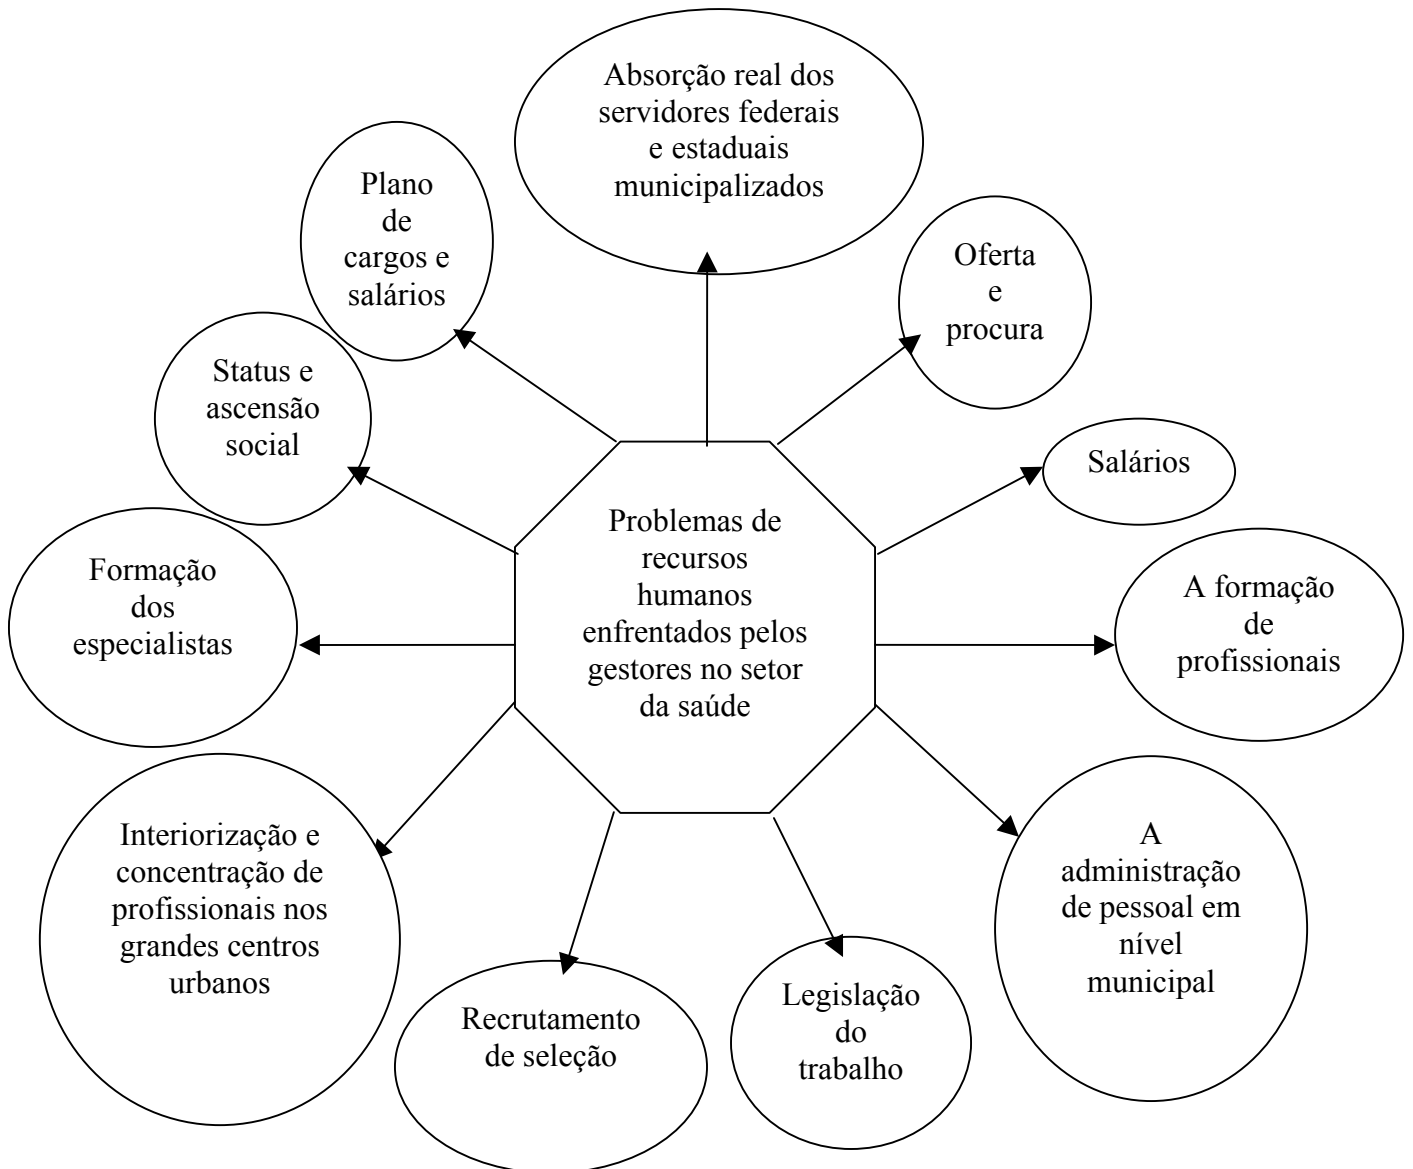 Absorção real dos
servidores federais
e estaduais
municipalizados
Plano
de
cargos e
salários
Oferta
e
procura
Status e
ascensão
social
Salários
Problemas de
recursos
humanos
enfrentados pelos
gestores no setor
da saúde
Formação
dos
especialistas
A formação
de
profissionais
Interiorização e
concentração de
profissionais nos
grandes centros
urbanos
A
administração
de pessoal em
nível
municipal
Recrutamento
de seleção
Legislação
do
trabalho